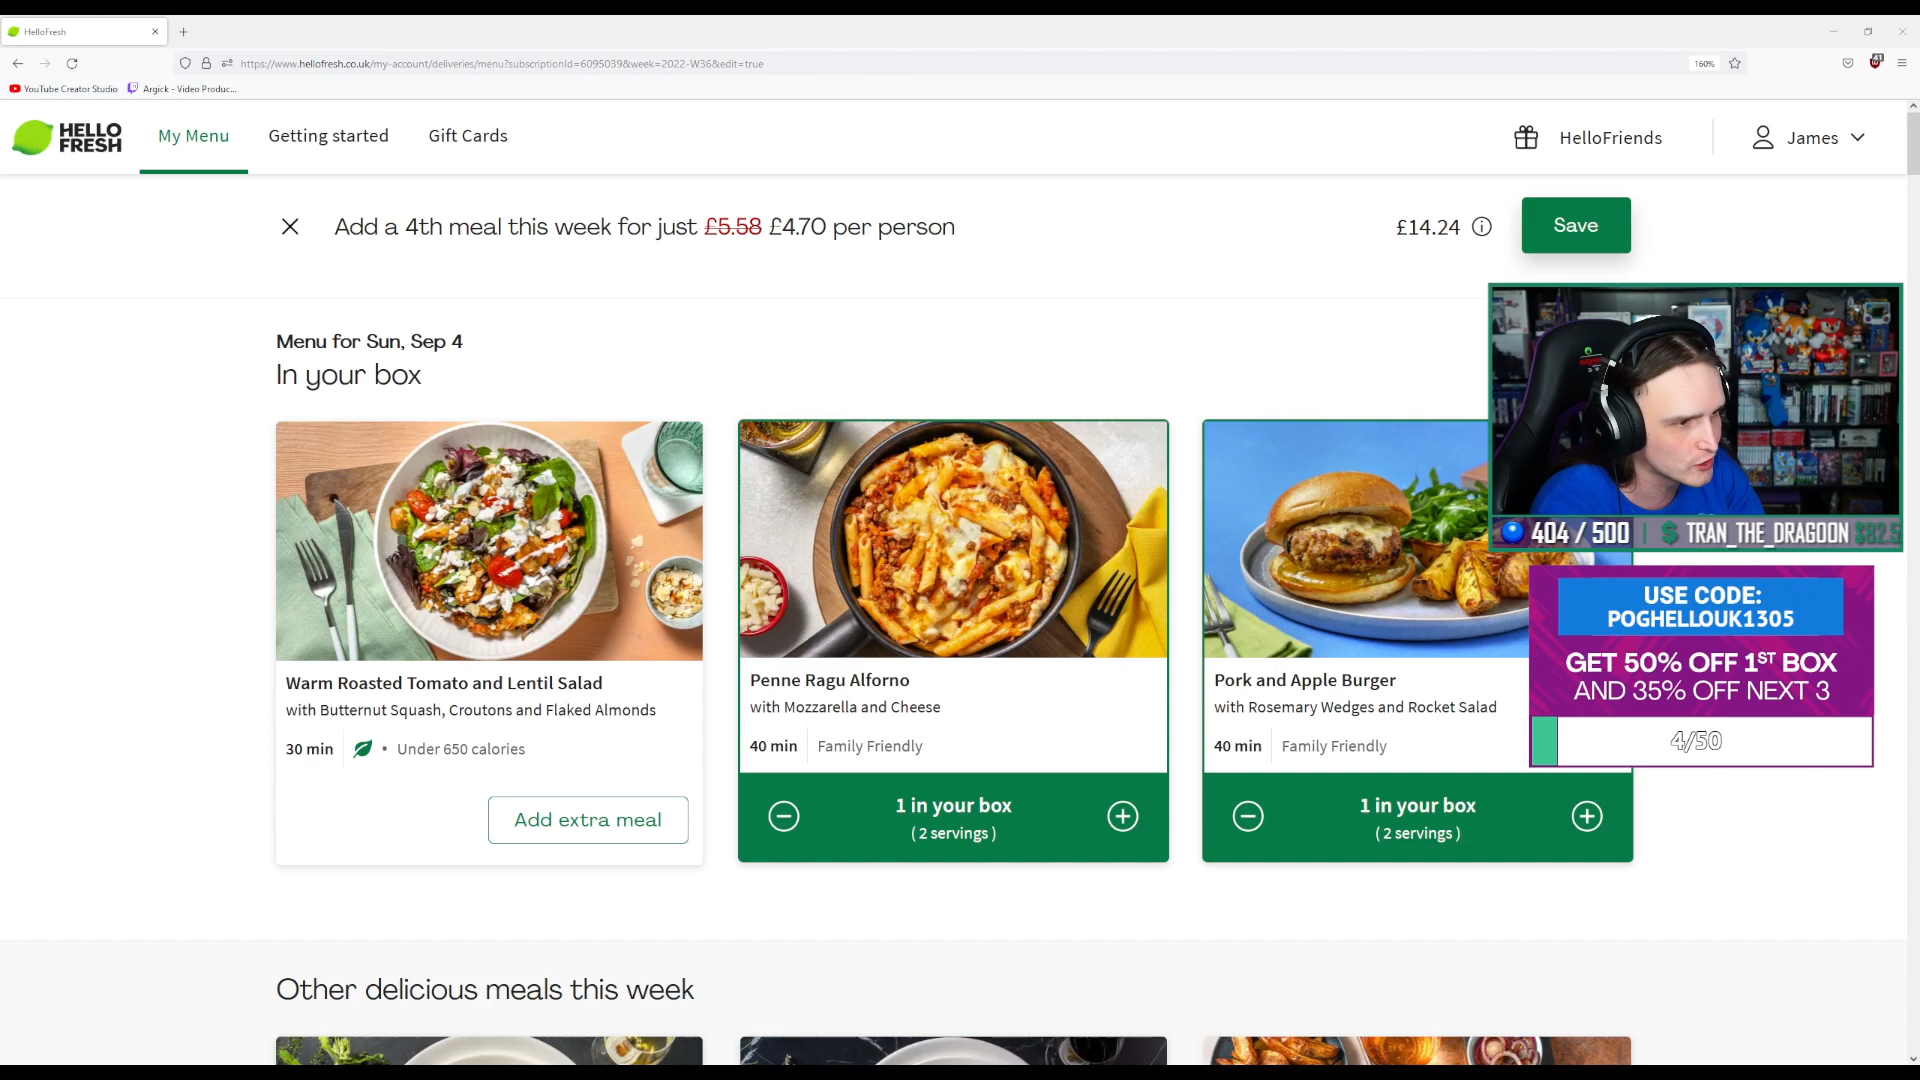 HelloFresh
https://www.hellofresh.co.uk/my-account/deliveries/menu?subscriptionId=6095039&week=2022-W36&edit=true
160%
YouTube Creator Studio
Argick - Video Produc...
HELLO
FRESH
My Menu
Getting started
Gift Cards
HelloFriends
James
Add a 4th meal this week for just £5.58 £4.70 per person
£14.24
Save
Menu for Sun, Sep 4
In your box
404 / 500 | $ TRAN_THE_DRAGOON $82.5
USE CODE:
POGHELLOUK1305
GET 50% OFF 1ST BOX
AND 35% OFF NEXT 3
4/50
Warm Roasted Tomato and Lentil Salad
with Butternut Squash, Croutons and Flaked Almonds
30 min
• Under 650 calories
Add extra meal
Penne Ragu Alforno
with Mozzarella and Cheese
40 min
Family Friendly
1 in your box
( 2 servings )
Pork and Apple Burger
with Rosemary Wedges and Rocket Salad
40 min
Family Friendly
1 in your box
( 2 servings )
Other delicious meals this week